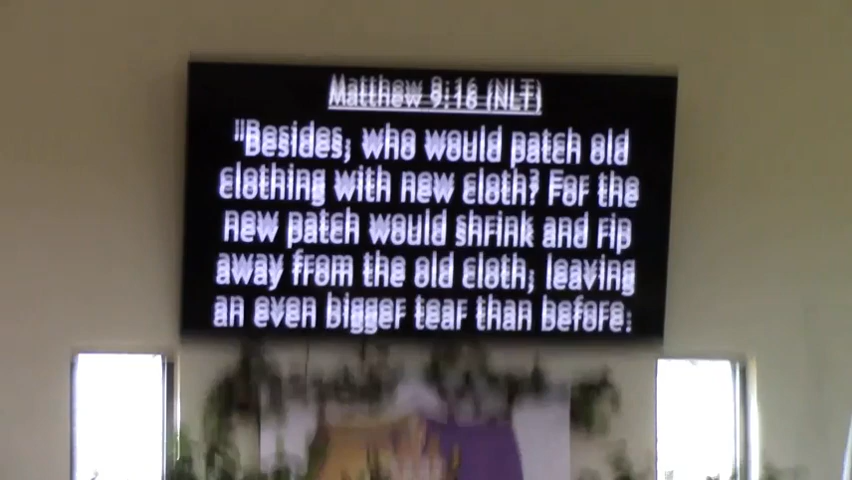 Matthew 9:16 (NLT)
"Besides, who would patch old
clothing with new cloth? For the
new patch would shrink and rip
away from the old cloth, leaving
an even bigger tear than before.